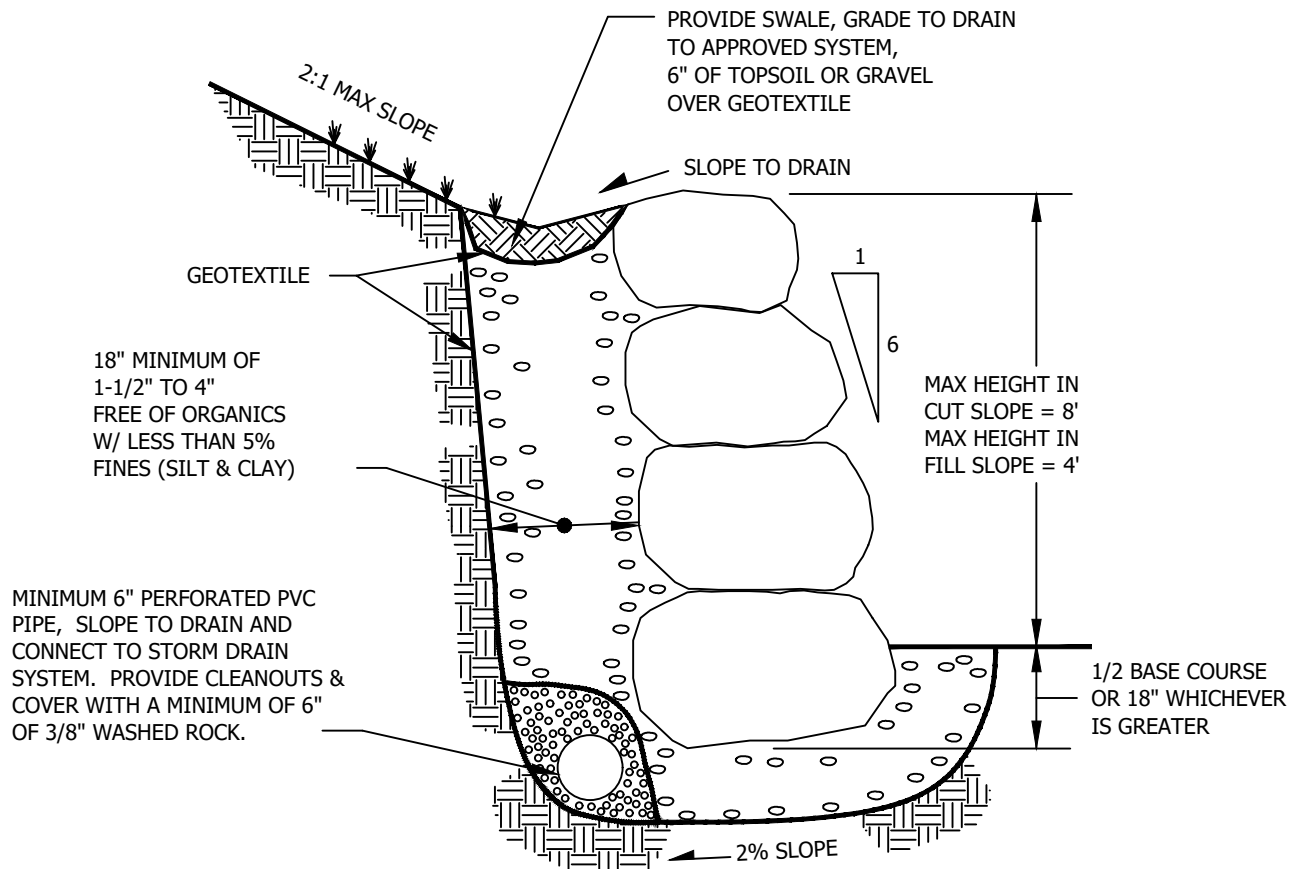 PROVIDE SWALE, GRADE TO DRAIN
TO APPROVED SYSTEM,
6" OF TOPSOIL OR GRAVEL
OVER GEOTEXTILE
2:1 MAX SLOPE
SLOPE TO DRAIN
GEOTEXTILE
1
6
18" MINIMUM OF
1-1/2" TO 4"
FREE OF ORGANICS
W/ LESS THAN 5%
FINES (SILT & CLAY)
MAX HEIGHT IN
CUT SLOPE = 8'
MAX HEIGHT IN
FILL SLOPE = 4'
MINIMUM 6" PERFORATED PVC
PIPE, SLOPE TO DRAIN AND
CONNECT TO STORM DRAIN
SYSTEM. PROVIDE CLEANOUTS &
COVER WITH A MINIMUM OF 6"
OF 3/8" WASHED ROCK.
1/2 BASE COURSE
OR 18" WHICHEVER
IS GREATER
2% SLOPE